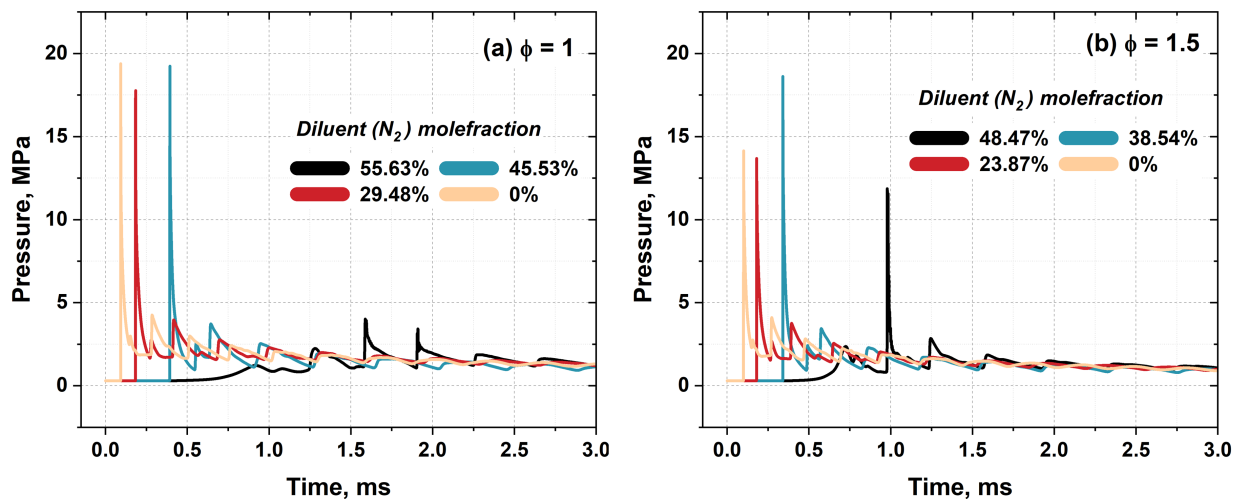 (a) ϕ = 1
Diluent (N₂) molefraction
55.63% 45.53%
29.48% 0%
Pressure, MPa
20
15
10
5
0
0.0 0.5 1.0 1.5 2.0 2.5 3.0
Time, ms
(b) ϕ = 1.5
Diluent (N₂) molefraction
48.47% 38.54%
23.87% 0%
Pressure, MPa
20
15
10
5
0
0.0 0.5 1.0 1.5 2.0 2.5 3.0
Time, ms